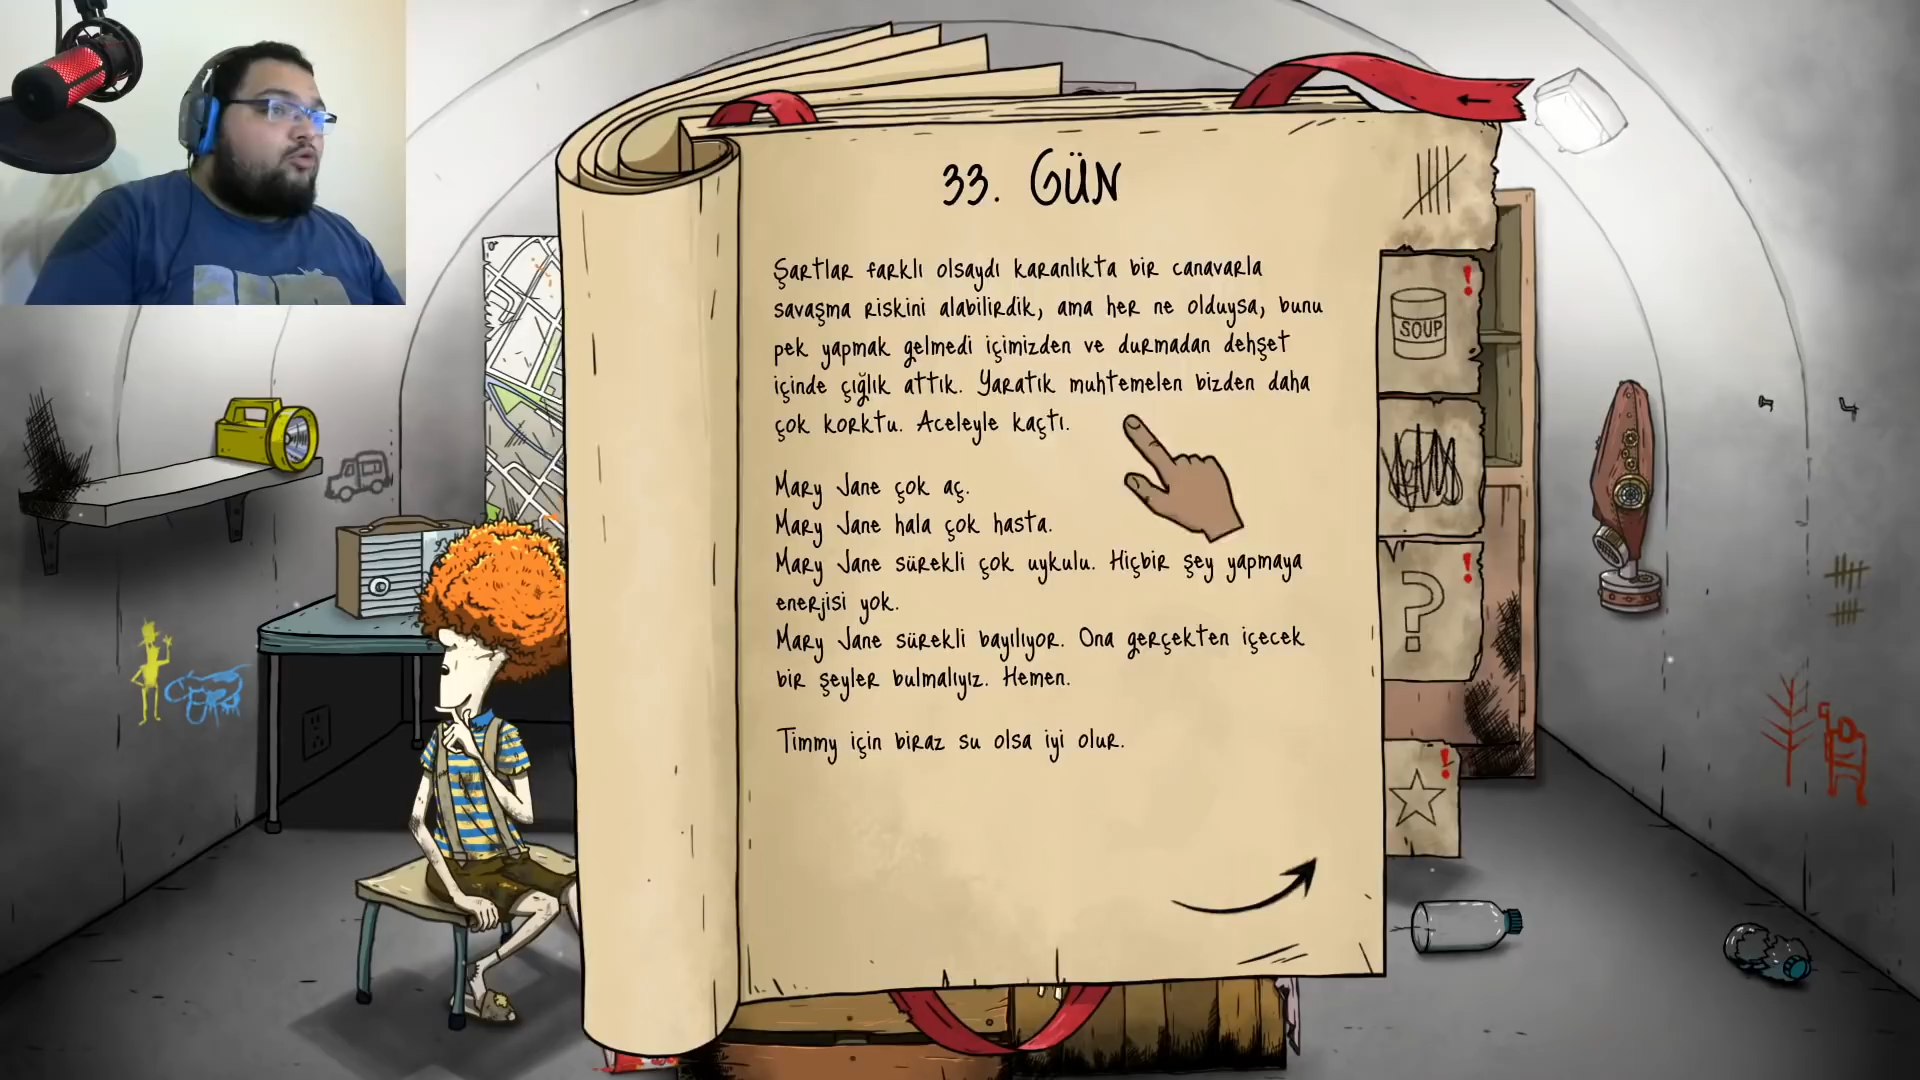 33. GÜN
Şartlar farklı olsaydı karanlıkta bir canavarla
savaşma riskini alabilirdik, ama her ne olduysa, bunu
pek yapmak gelmedi içimizden ve durmadan dehşet
içinde çığlık attık. Yaratık muhtemelen bizden daha
çok korktu. Aceleyle kaçtı.
Mary Jane çok aç.
Mary Jane hala çok hasta.
Mary Jane sürekli çok uykulu. Hiçbir şey yapmaya
enerjisi yok.
Mary Jane sürekli bayılıyor. Ona gerçekten içecek
bir şeyler bulmalıyız. Hemen.
Timmy için biraz su olsa iyi olur.
!
SOUP
!
?
!